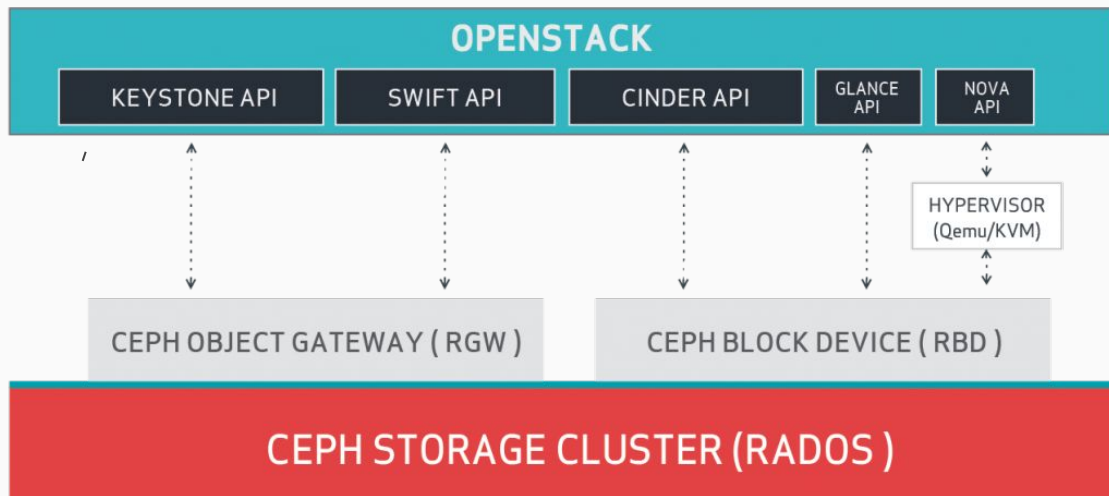 OPENSTACK
KEYSTONE API
SWIFT API
CINDER API
GLANCE
API
NOVA
API
/
HYPERVISOR
(Qemu/KVM)
CEPH OBJECT GATEWAY ( RGW )
CEPH BLOCK DEVICE ( RBD )
CEPH STORAGE CLUSTER (RADOS )